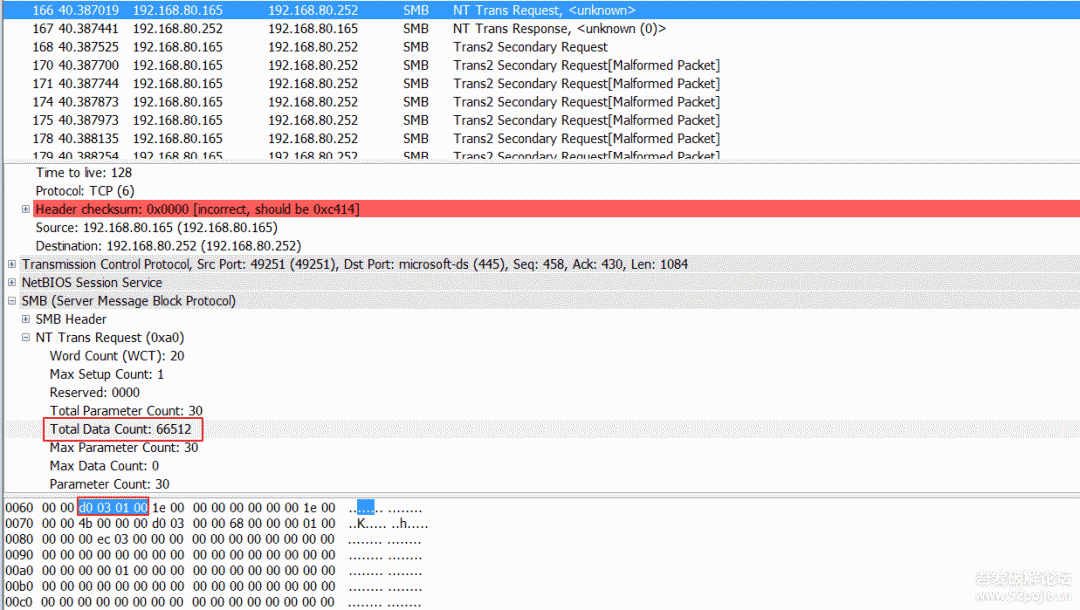 166 40.387019 192.168.80.165 192.168.80.252 SMB NT Trans Request, <unknown>
167 40.387441 192.168.80.252 192.168.80.165 SMB NT Trans Response, <unknown (0)>
168 40.387525 192.168.80.165 192.168.80.252 SMB Trans2 Secondary Request
170 40.387700 192.168.80.165 192.168.80.252 SMB Trans2 Secondary Request[Malformed Packet]
171 40.387744 192.168.80.165 192.168.80.252 SMB Trans2 Secondary Request[Malformed Packet]
174 40.387873 192.168.80.165 192.168.80.252 SMB Trans2 Secondary Request[Malformed Packet]
175 40.387973 192.168.80.165 192.168.80.252 SMB Trans2 Secondary Request[Malformed Packet]
178 40.388135 192.168.80.165 192.168.80.252 SMB Trans2 Secondary Request[Malformed Packet]
179 40.388254 192.168.80.165 192.168.80.252 SMB Trans2 Secondary Request[Malformed Packet]
Time to live: 128
Protocol: TCP (6)
Header checksum: 0x0000 [incorrect, should be 0xc414]
Source: 192.168.80.165 (192.168.80.165)
Destination: 192.168.80.252 (192.168.80.252)
Transmission Control Protocol, Src Port: 49251 (49251), Dst Port: microsoft-ds (445), Seq: 458, Ack: 430, Len: 1084
NetBIOS Session Service
SMB (Server Message Block Protocol)
SMB Header
NT Trans Request (0xa0)
Word Count (WCT): 20
Max Setup Count: 1
Reserved: 0000
Total Parameter Count: 30
Total Data Count: 66512
Max Parameter Count: 30
Max Data Count: 0
Parameter Count: 30
0060 00 00 d0 03 01 00 1e 00 00 00 00 00 00 00 1e 00 ........ ........
0070 00 00 4b 00 00 00 d0 03 00 00 68 00 00 00 01 00 ..K..... ..h.....
0080 00 00 00 ec 03 00 00 00 00 00 00 00 00 00 00 00 ........ ........
0090 00 00 00 00 00 00 00 00 00 00 00 00 00 00 00 00 ........ ........
00a0 00 00 00 00 01 00 00 00 00 00 00 00 00 00 00 00 ........ ........
00b0 00 00 00 00 00 00 00 00 00 00 00 00 00 00 00 00 ........ ........
00c0 00 00 00 00 00 00 00 00 00 00 00 00 00 00 00 00 ........ ........
吾爱破解论坛
www.52pojie.cn